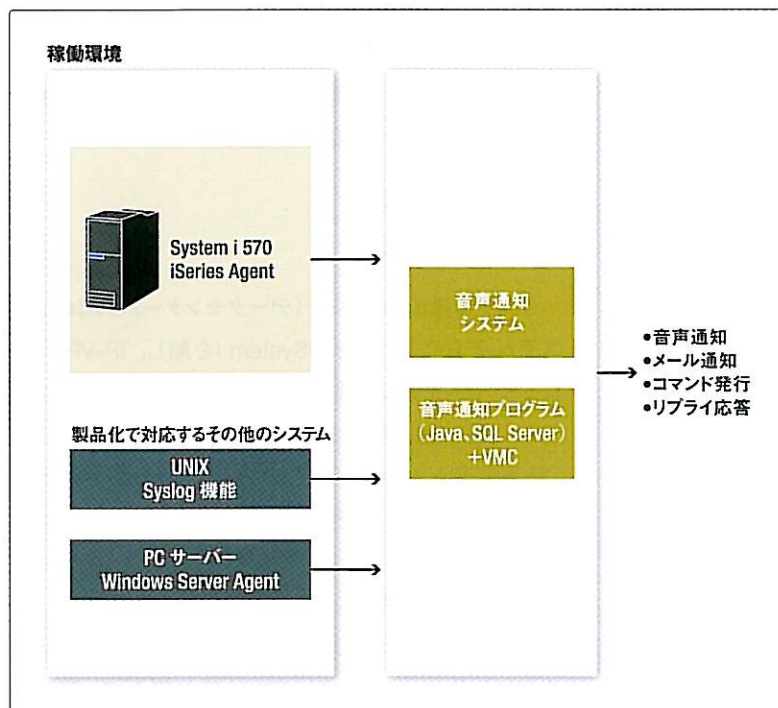 稼働環境
System i 570
iSeries Agent
製品化で対応するその他のシステム
UNIX
Syslog 機能
PC サーバー
Windows Server Agent
音声通知
システム
音声通知プログラム
(Java、SQL Server)
+VMC
●音声通知
●メール通知
●コマンド発行
●リプライ応答